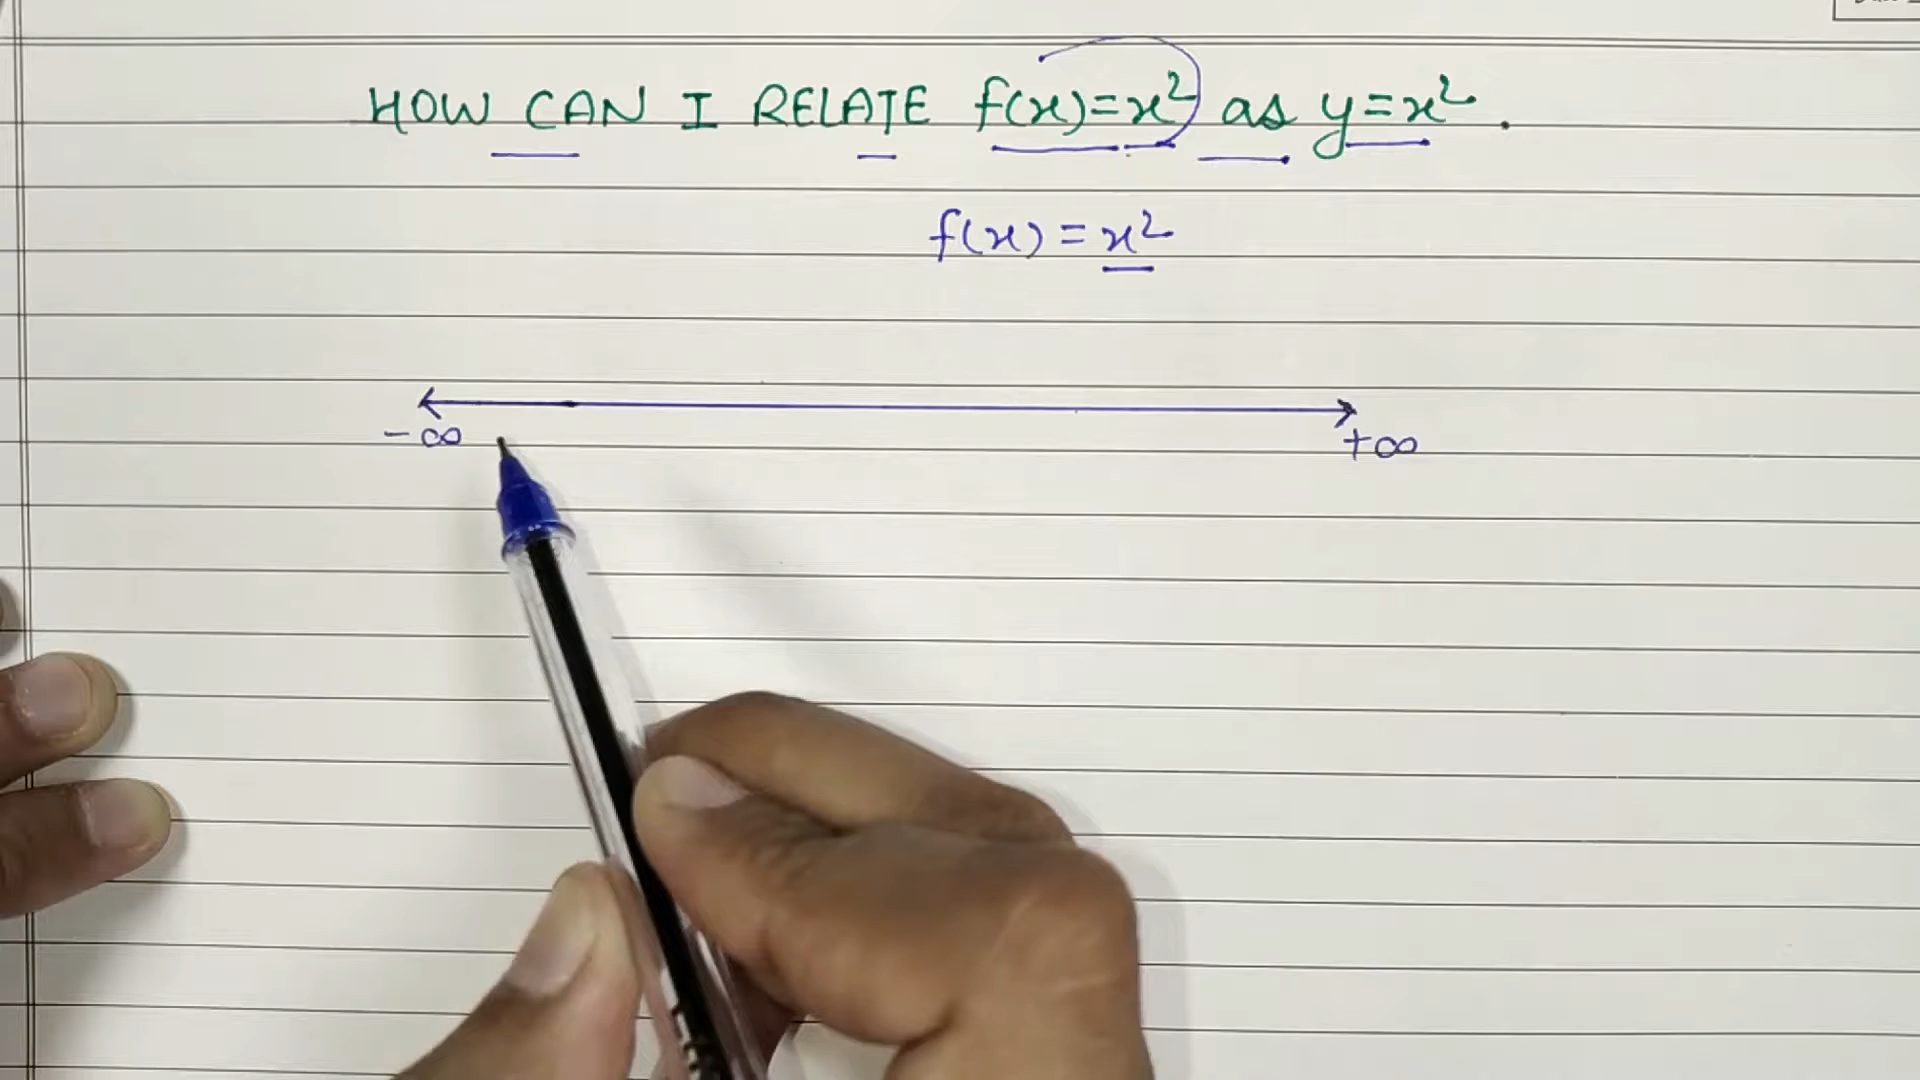 HOW CAN I RELATE f(x)=x² as y=x².
f(x) = x²
-∞ +∞